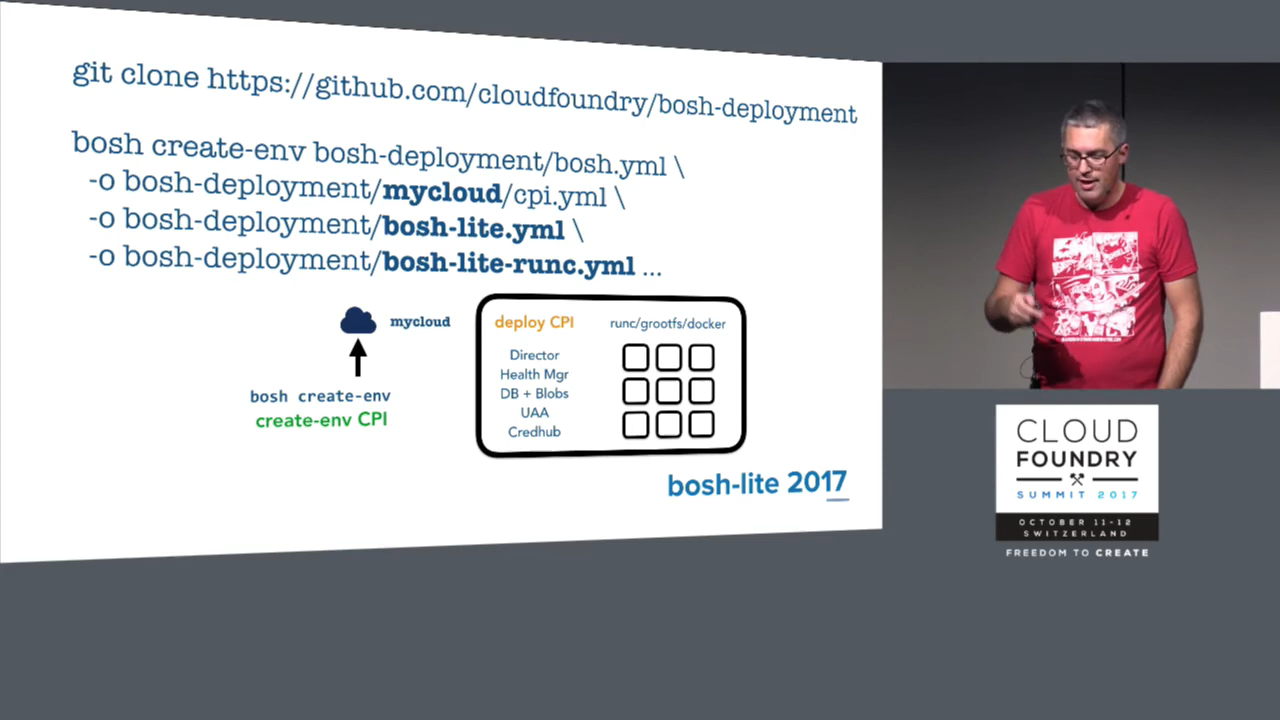 git clone https://github.com/cloudfoundry/bosh-deployment
bosh create-env bosh-deployment/bosh.yml \
-o bosh-deployment/mycloud/cpi.yml \
-o bosh-deployment/bosh-lite.yml \
-o bosh-deployment/bosh-lite-runc.yml ...
mycloud
bosh create-env
create-env CPI
deploy CPI
runc/grootfs/docker
Director
Health Mgr
DB + Blobs
UAA
Credhub
bosh-lite 2017
CLOUD
FOUNDRY
SUMMIT 2017
OCTOBER 11-12
SWITZERLAND
FREEDOM TO CREATE